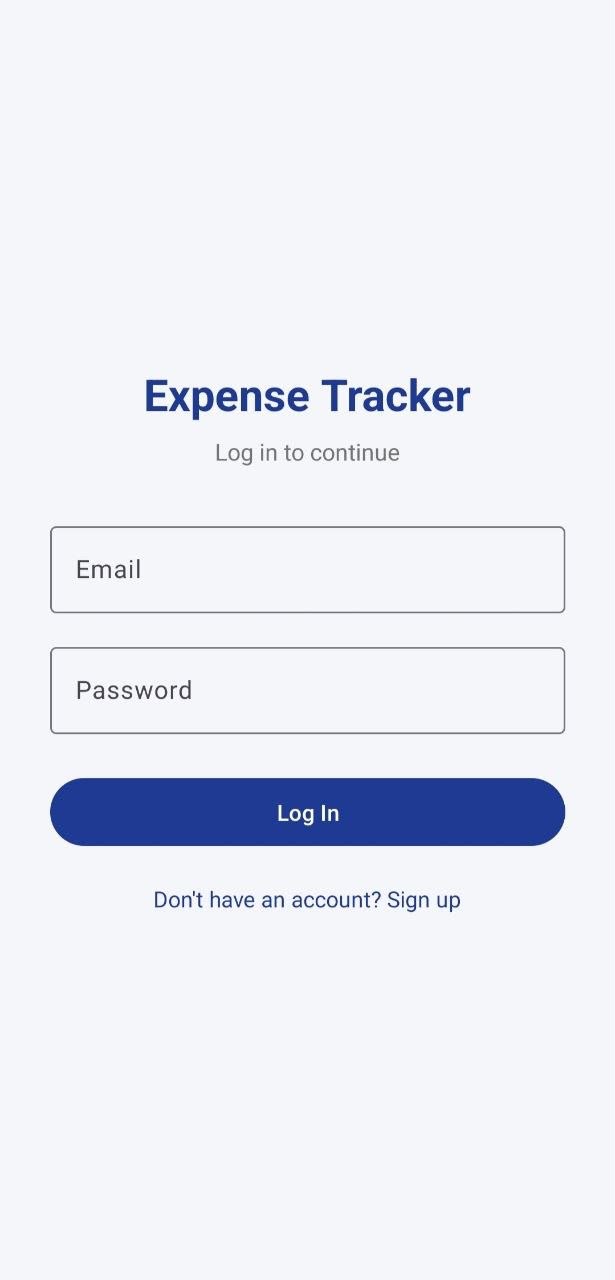 Expense Tracker
Log in to continue
Email
Password
Log In
Don't have an account? Sign up